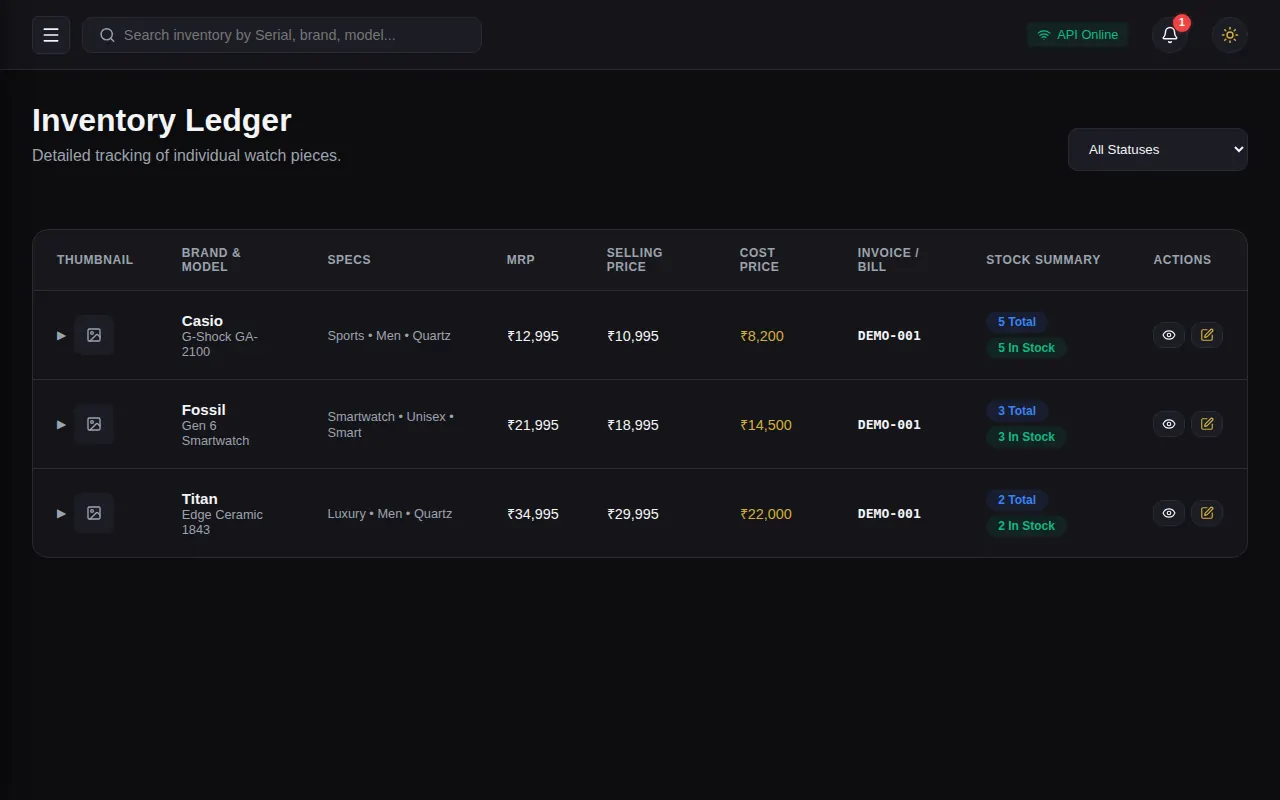 Search inventory by Serial, brand, model...
API Online
1
Inventory Ledger
Detailed tracking of individual watch pieces.
All Statuses
THUMBNAIL
BRAND &
MODEL
SPECS
MRP
SELLING
PRICE
COST
PRICE
INVOICE /
BILL
STOCK SUMMARY
ACTIONS
Casio
G-Shock GA-
2100
Sports • Men • Quartz
₹12,995
₹10,995
₹8,200
DEMO-001
5 Total
5 In Stock
Fossil
Gen 6
Smartwatch
Smartwatch • Unisex •
Smart
₹21,995
₹18,995
₹14,500
DEMO-001
3 Total
3 In Stock
Titan
Edge Ceramic
1843
Luxury • Men • Quartz
₹34,995
₹29,995
₹22,000
DEMO-001
2 Total
2 In Stock